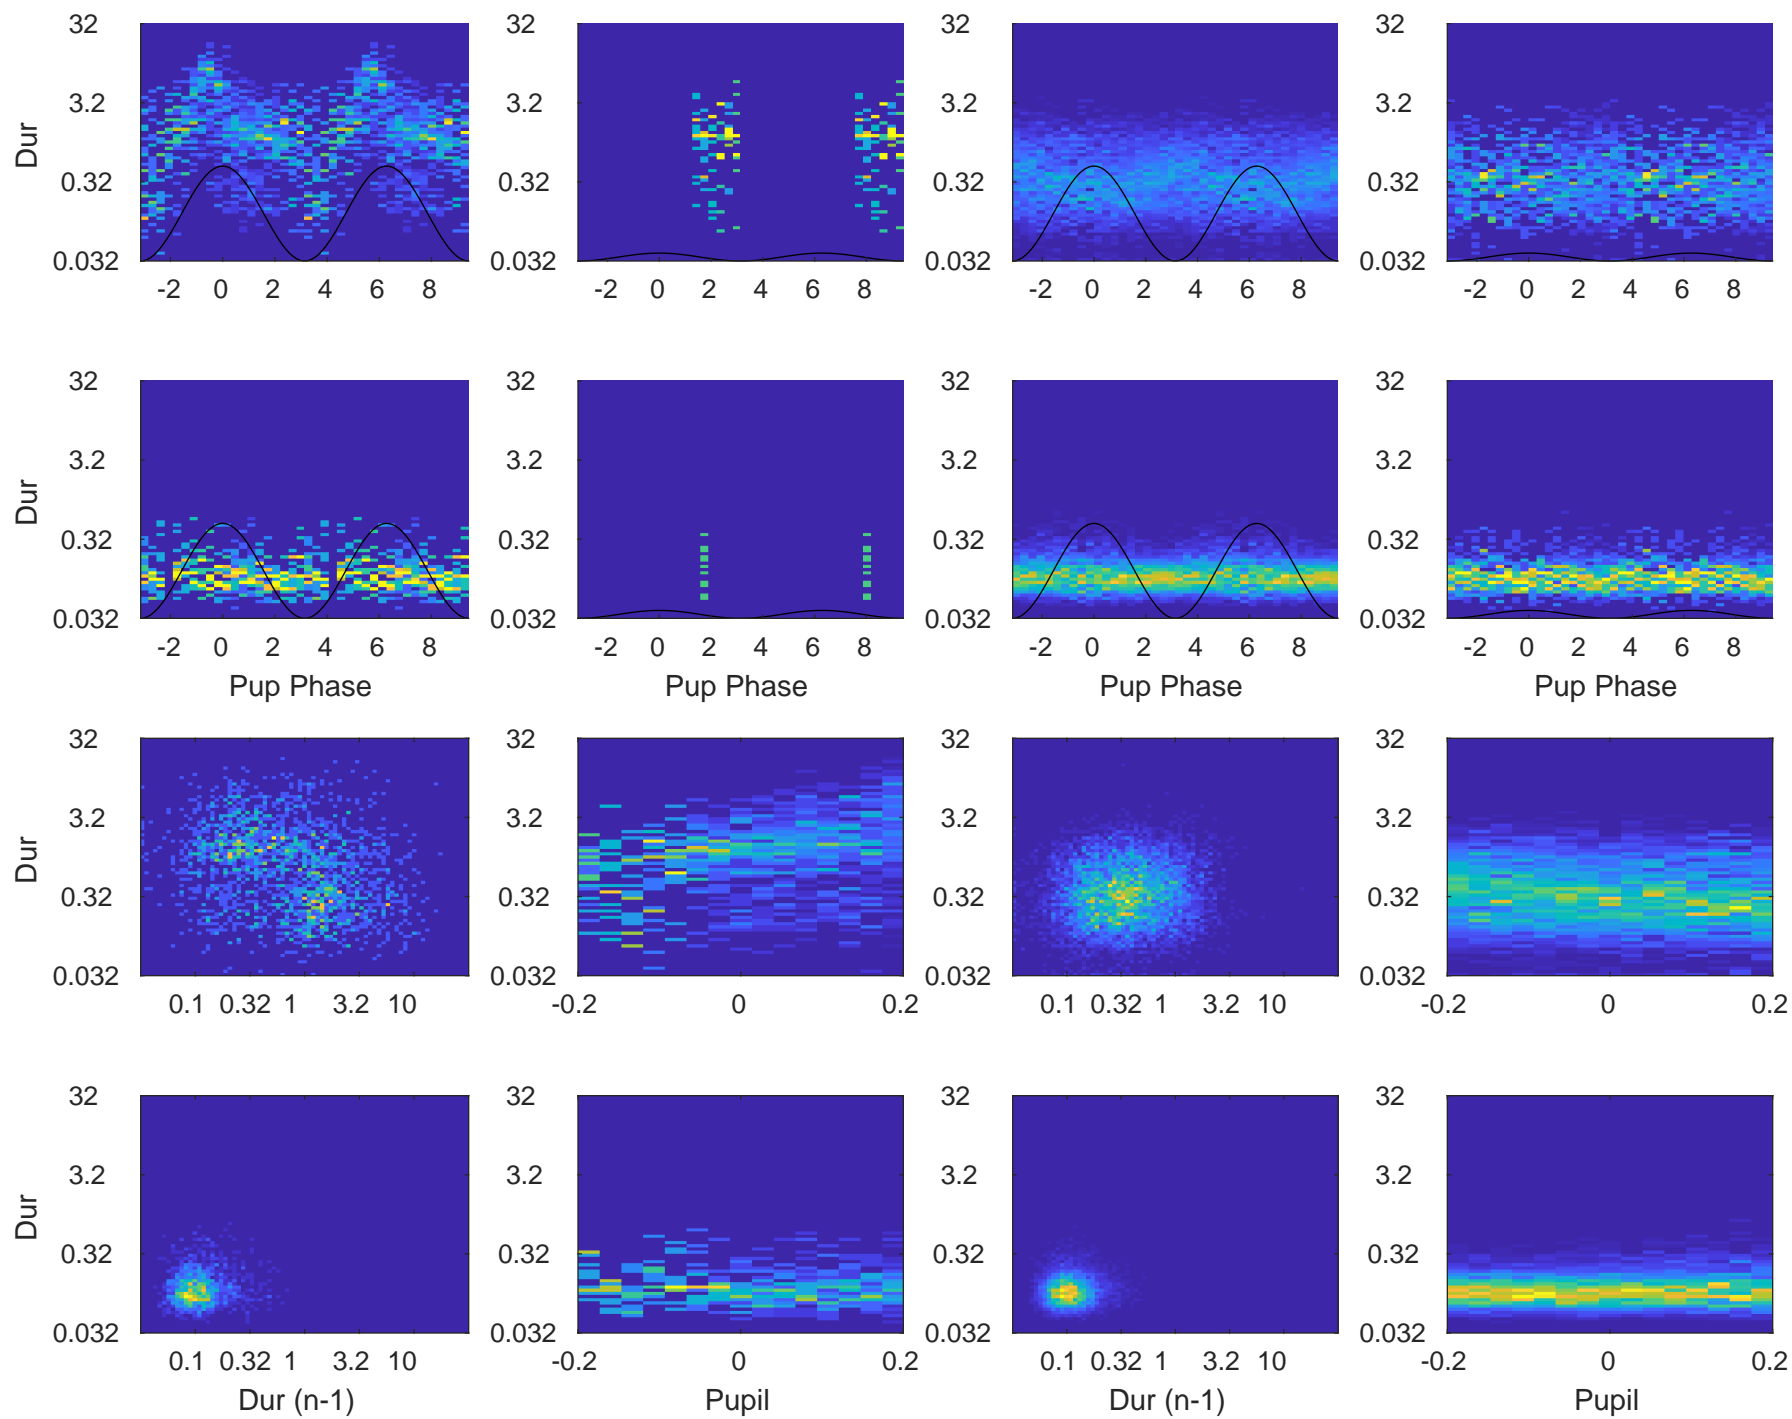 32 32 32 32
Dur 3.2 3.2 3.2 3.2
0.32 0.32 0.32 0.32
0.032 0.032 0.032 0.032
-2 0 2 4 6 8 -2 0 2 4 6 8 -2 0 2 4 6 8 -2 0 2 4 6 8
32 32 32 32
Dur 3.2 3.2 3.2 3.2
0.32 0.32 0.32 0.32
0.032 0.032 0.032 0.032
-2 0 2 4 6 8 -2 0 2 4 6 8 -2 0 2 4 6 8 -2 0 2 4 6 8
Pup Phase Pup Phase Pup Phase Pup Phase
32 32 32 32
Dur 3.2 3.2 3.2 3.2
0.32 0.32 0.32 0.32
0.032 0.032 0.032 0.032
0.1 0.32 1 3.2 10 -0.2 0 0.2 0.1 0.32 1 3.2 10 -0.2 0 0.2
32 32 32 32
Dur 3.2 3.2 3.2 3.2
0.32 0.32 0.32 0.32
0.032 0.032 0.032 0.032
0.1 0.32 1 3.2 10 -0.2 0 0.2 0.1 0.32 1 3.2 10 -0.2 0 0.2
Dur (n-1) Pupil Dur (n-1) Pupil